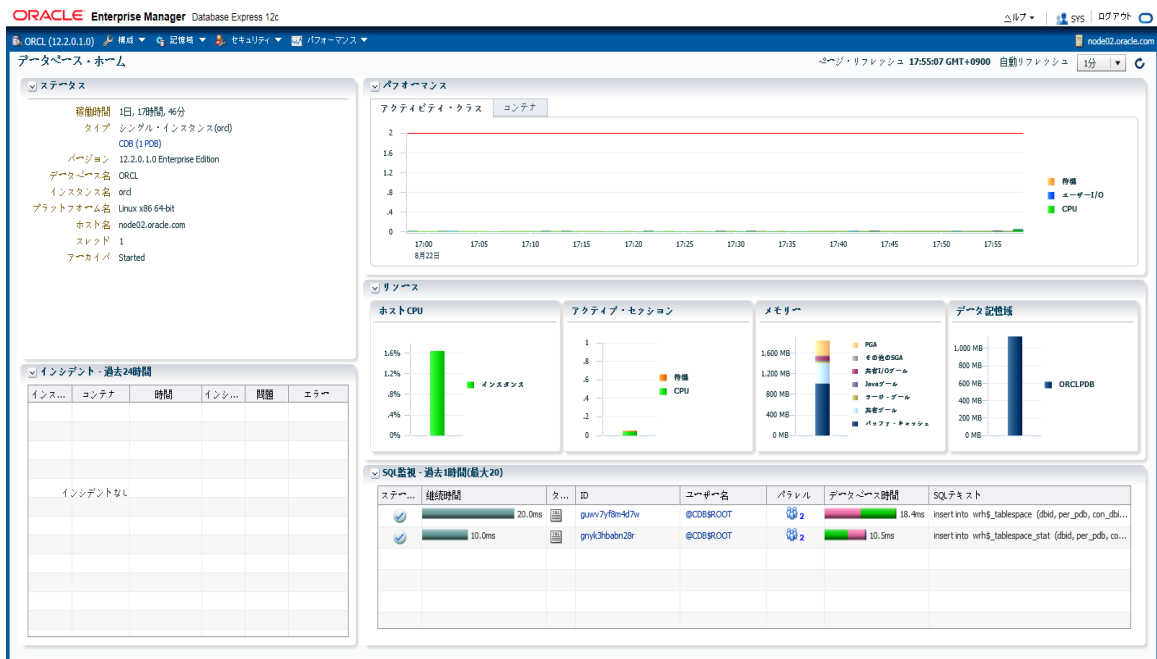 ORACLE Enterprise Manager Database Express 12c
ヘルプ SYS ログアウト
ORCL (12.2.0.1.0) 構成 記憶域 セキュリティ パフォーマンス node02.oracle.com
データベース・ホーム
ページ・リフレッシュ 17:55:07 GMT+0900 自動リフレッシュ 1分
ステータス
稼働時間 1日, 17時間, 46分
タイプ シングル・インスタンス(orcl)
CDB (1 PDB)
バージョン 12.2.0.1.0 Enterprise Edition
データベース名 ORCL
インスタンス名 orcl
プラットフォーム名 Linux x86 64-bit
ホスト名 node02.oracle.com
スレッド 1
アーカイバ Started
パフォーマンス
アクティビティ・クラス コンテナ
2
1.6
1.2
.8
.4
0
17:00 17:05 17:10 17:15 17:20 17:25 17:30 17:35 17:40 17:45 17:50 17:55
8月22日
待機
ユーザーI/O
CPU
リソース
ホストCPU
1.6%
1.2%
.8%
.4%
0%
インスタンス
アクティブ・セッション
1
.8
.6
.4
.2
0
待機
CPU
メモリー
1,600 MB
1,200 MB
800 MB
400 MB
0 MB
PGA
その他のSGA
共有I/Oプール
Javaプール
ラージ・プール
共有プール
バッファ・キャッシュ
データ記憶域
1,000 MB
800 MB
600 MB
400 MB
200 MB
0 MB
ORCLPDB
インシデント - 過去24時間
インス... コンテナ 時間 インシ... 問題 エラー
インシデントなし
SQL監視 - 過去1時間(最大20)
ステー... 継続時間 タ... ID ユーザー名 パラレル データベース時間 SQLテキスト
20.0ms guwv7yf8m4d7w @CDB$ROOT 2 18.4ms insert into wrh$_tablespace (dbid, per_pdb, con_dbi...
10.0ms gnyk3hbabn28r @CDB$ROOT 2 10.5ms insert into wrh$_tablespace_stat (dbid, per_pdb, co...